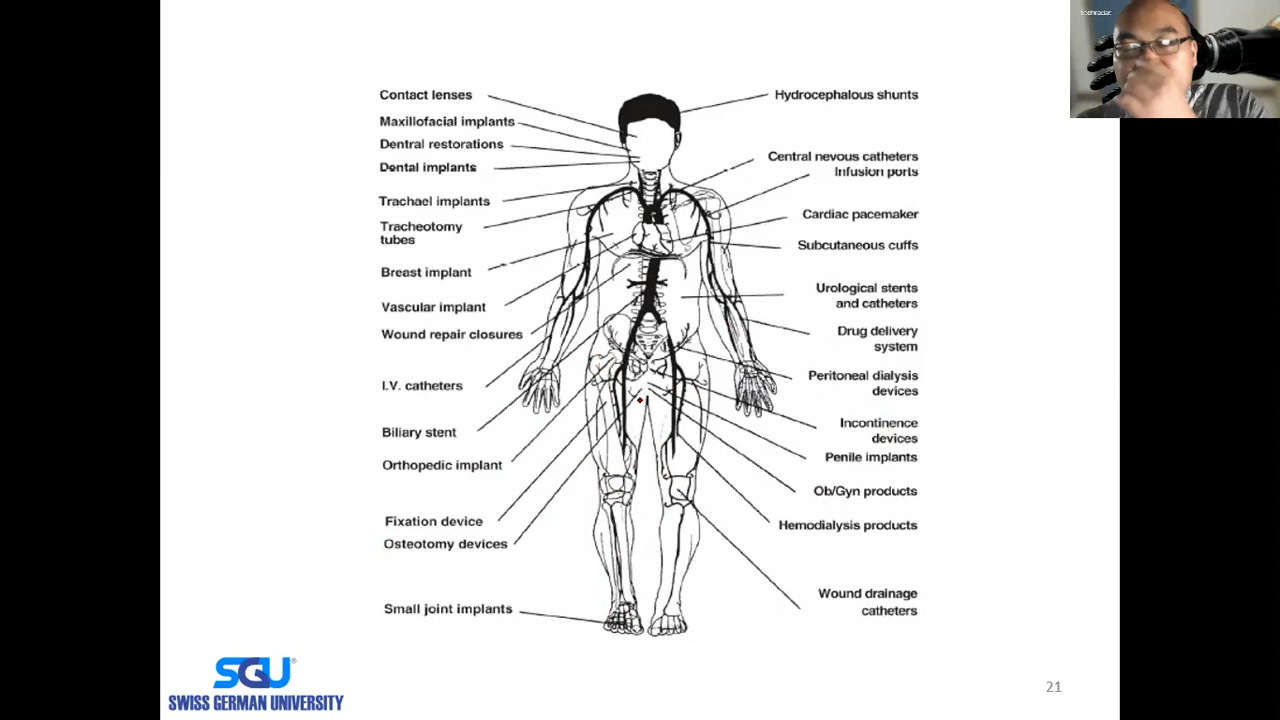 techradar.
Contact lenses
Maxillofacial implants
Dentral restorations
Dental implants
Trachael implants
Tracheotomy
tubes
Breast implant
Vascular implant
Wound repair closures
I.V. catheters
Biliary stent
Orthopedic implant
Fixation device
Osteotomy devices
Small joint implants
Hydrocephalous shunts
Central nevous catheters
Infusion ports
Cardiac pacemaker
Subcutaneous cuffs
Urological stents
and catheters
Drug delivery
system
Peritoneal dialysis
devices
Incontinence
devices
Penile implants
Ob/Gyn products
Hemodialysis products
Wound drainage
catheters
SGU®
SWISS GERMAN UNIVERSITY
21